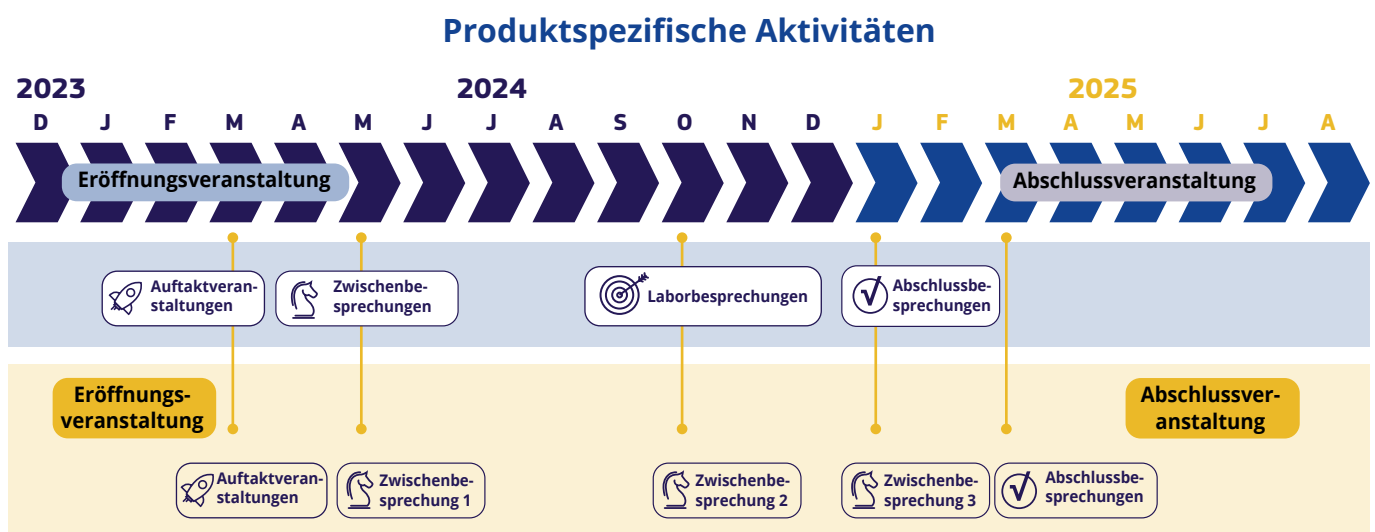 Produktspezifische Aktivitäten
2023 2024 2025
D J F M A M J J A S O N D J F M A M J J A
Eröffnungsveranstaltung
Abschlussveranstaltung
Auftaktveran-
staltungen
Zwischenbe-
sprechungen
Laborbesprechungen
Abschlussbe-
sprechungen
Eröffnungs-
veranstaltung
Abschlussver-
anstaltung
Auftaktveran-
staltungen
Zwischenbe-
sprechung 1
Zwischenbe-
sprechung 2
Zwischenbe-
sprechung 3
Abschlussbe-
sprechungen